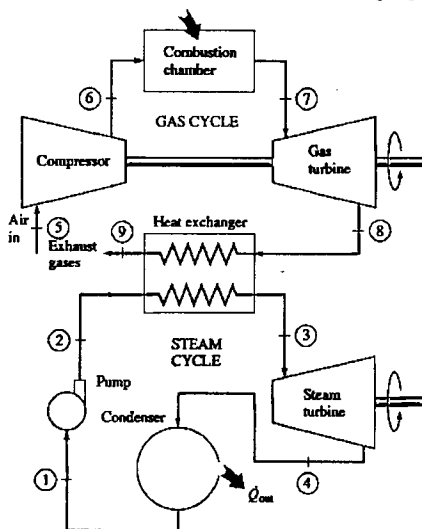 Combustion
chamber
6
7
GAS CYCLE
Compressor
Gas
turbine
Air
in
5
Exhaust
gases
9
Heat exchanger
8
2
3
STEAM
CYCLE
Pump
Condenser
Steam
turbine
1
Q̇out
4